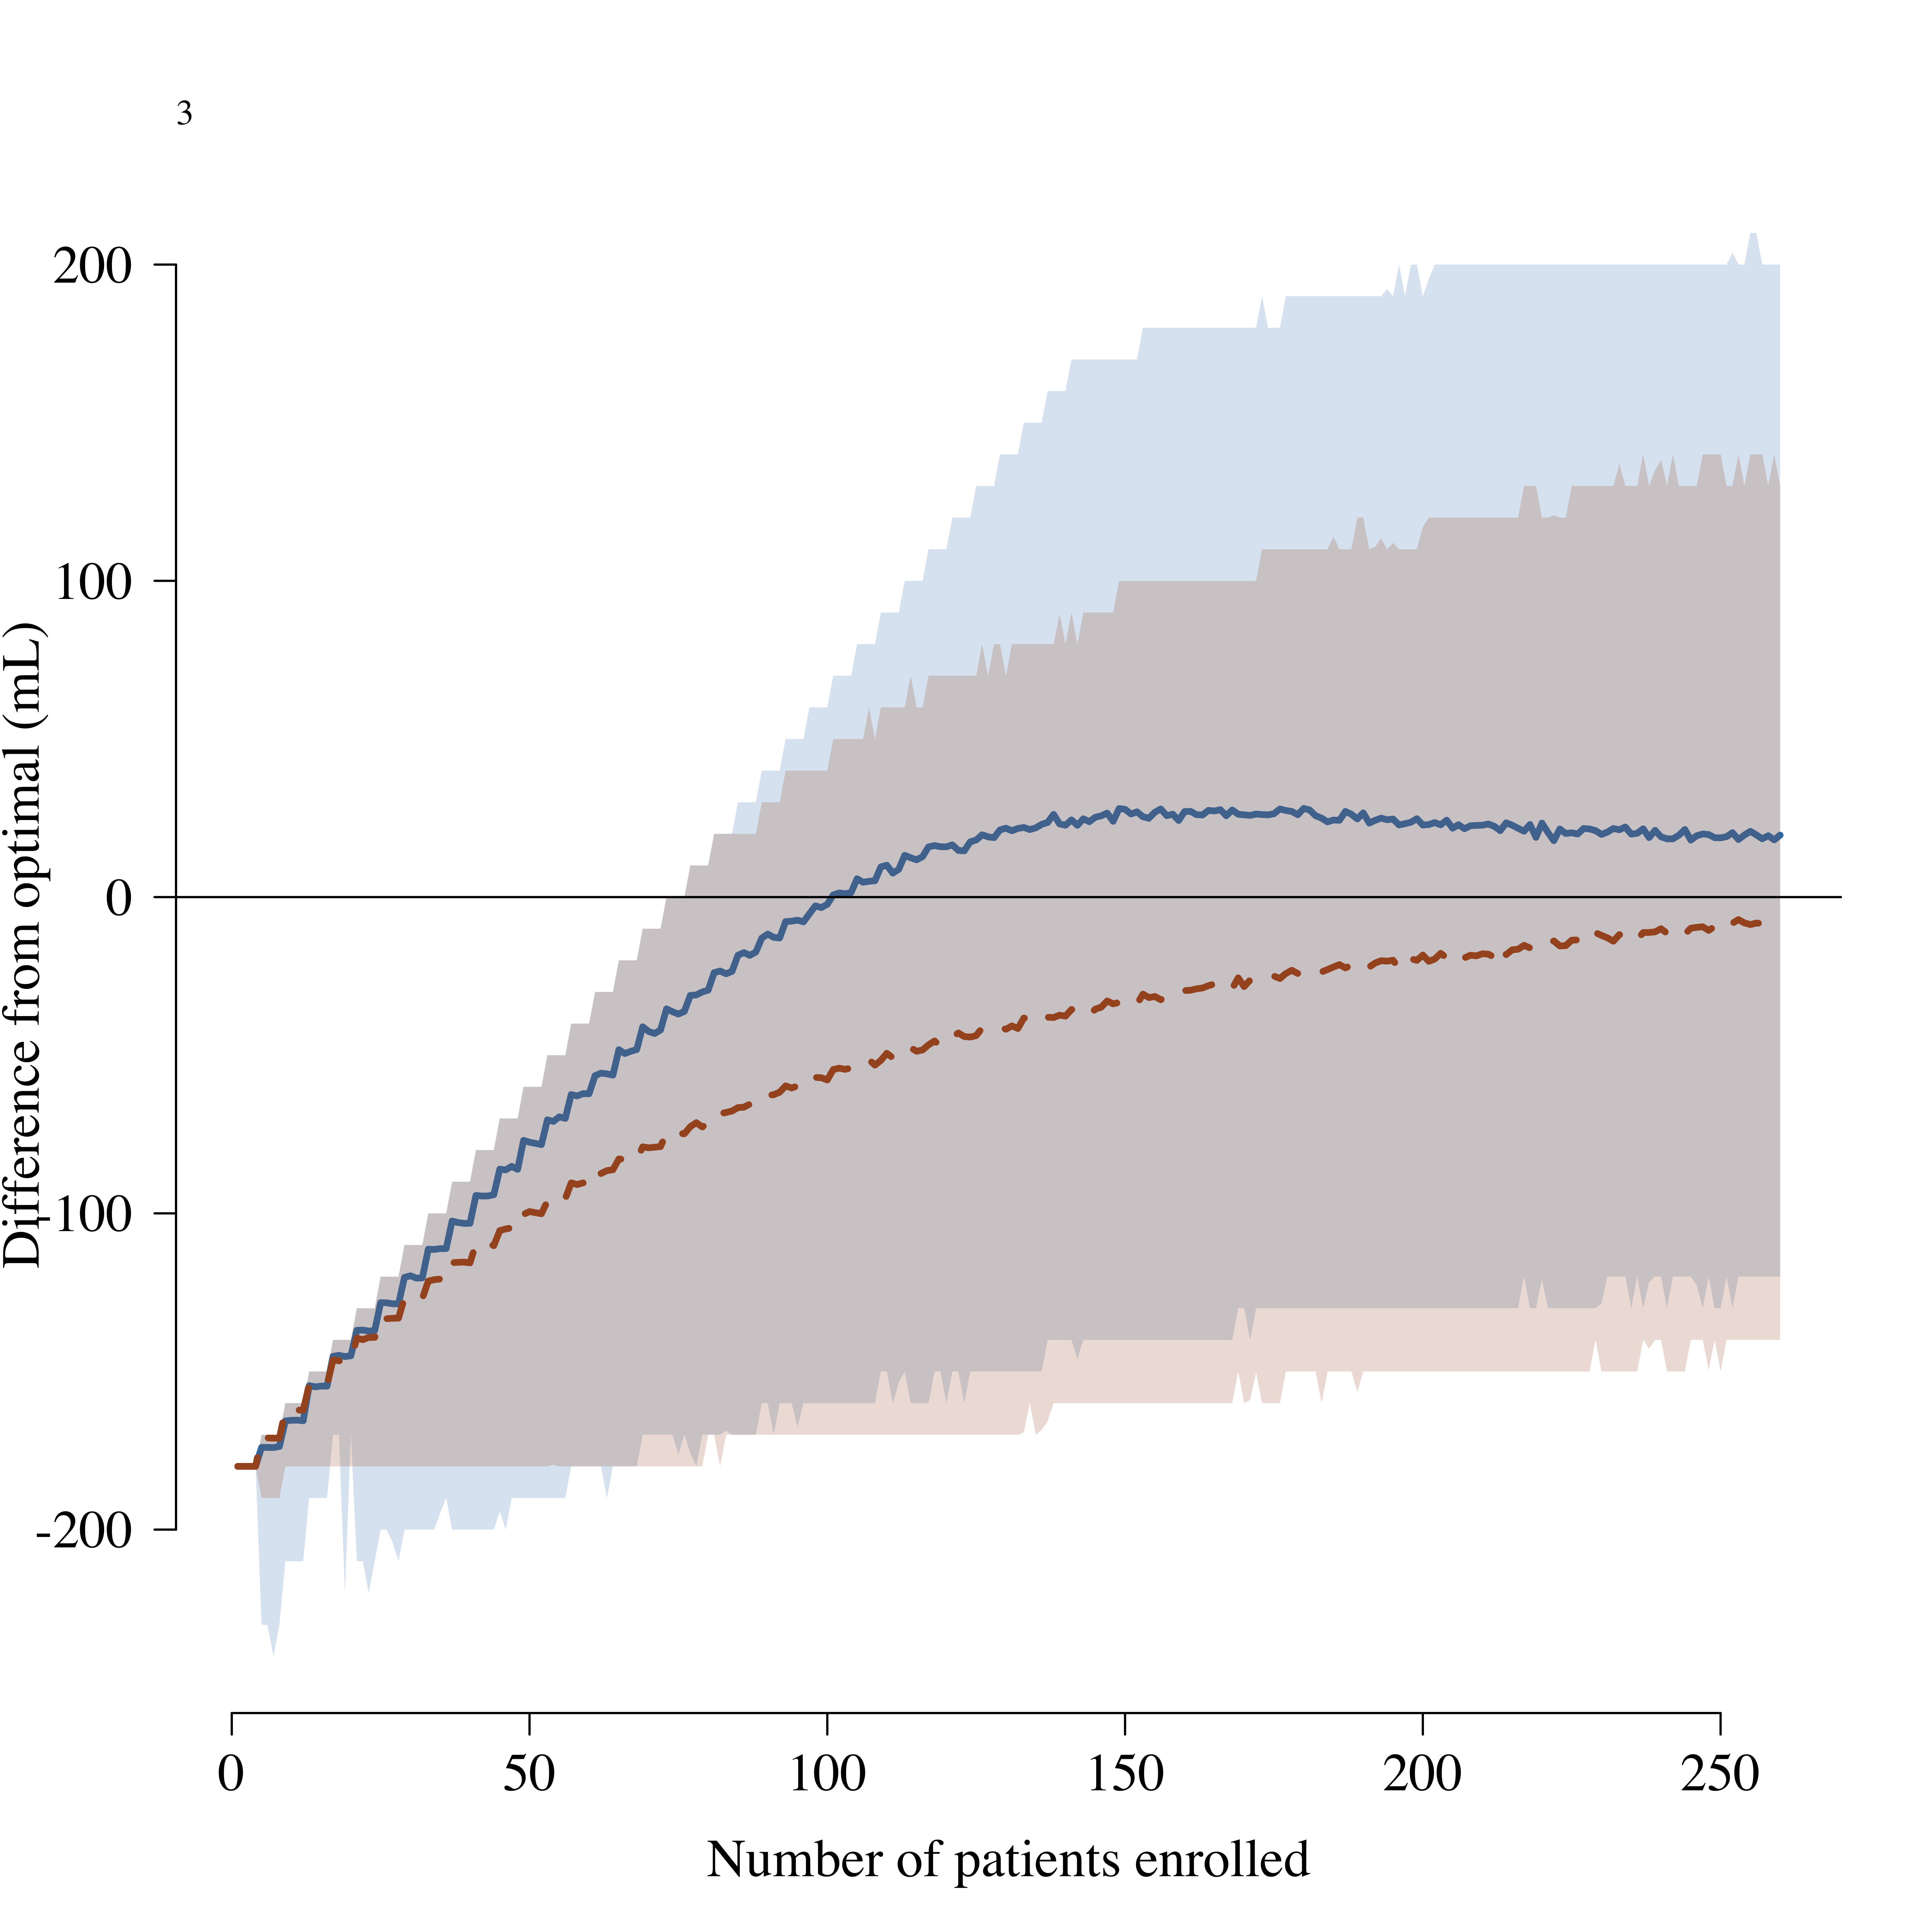 3
200
100
0
-100
-200
Difference from optimal (mL)
0 50 100 150 200 250
Number of patients enrolled